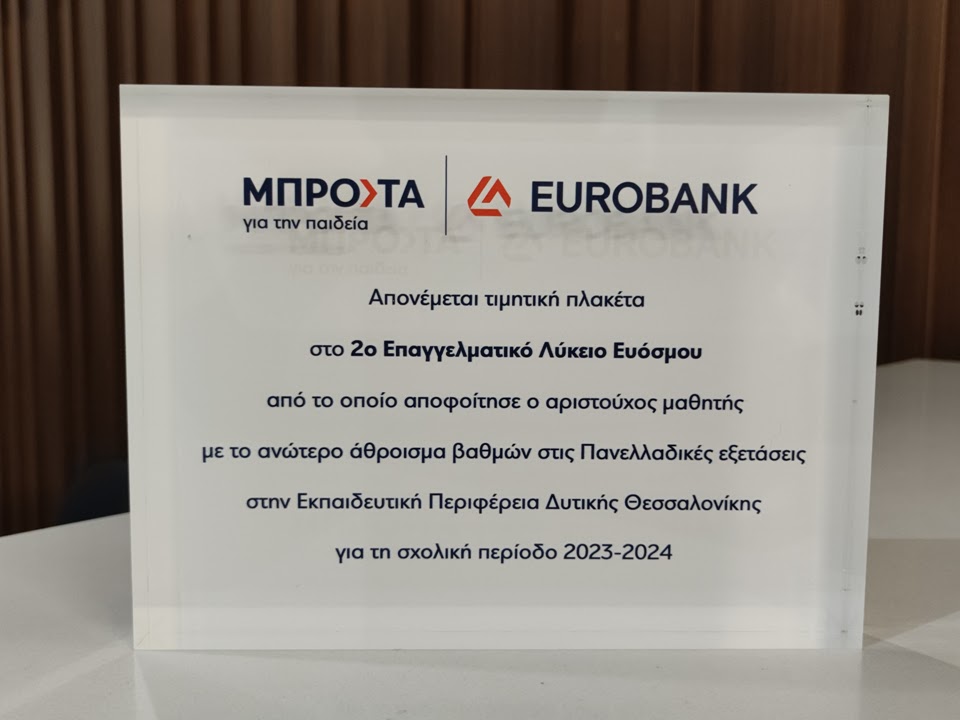 ΜΠΡΟΣΤΑ
για την παιδεία
EUROBANK
Απονέμεται τιμητική πλακέτα
στο 2ο Επαγγελματικό Λύκειο Ευόσμου
από το οποίο αποφοίτησε ο αριστούχος μαθητής
με το ανώτερο άθροισμα βαθμών στις Πανελλαδικές εξετάσεις
στην Εκπαιδευτική Περιφέρεια Δυτικής Θεσσαλονίκης
για τη σχολική περίοδο 2023-2024